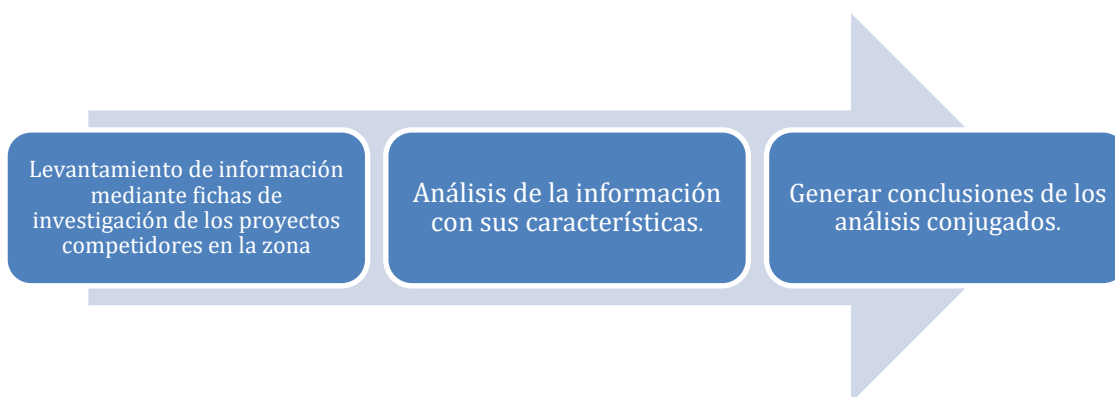 Levantamiento de información
mediante fichas de
investigación de los proyectos
competidores en la zona
Análisis de la información
con sus características.
Generar conclusiones de los
análisis conjugados.